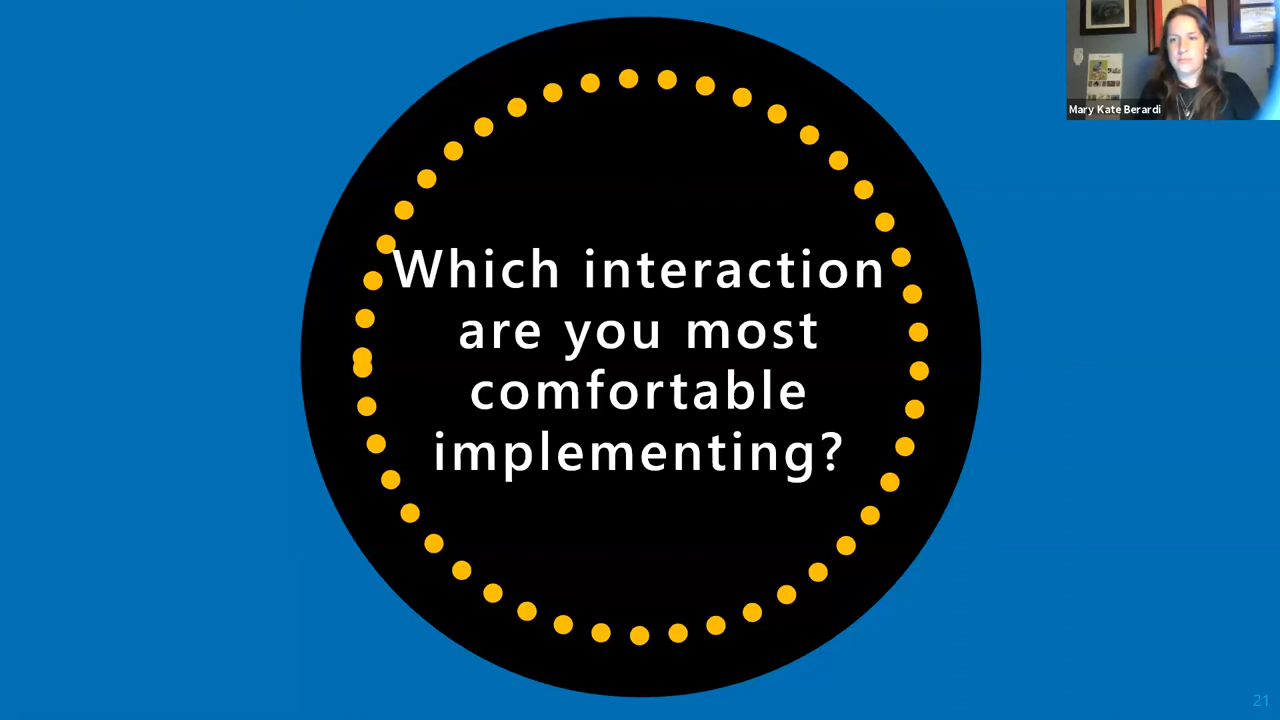 Mary Kate Berardi
Which interaction
are you most
comfortable
implementing?
21